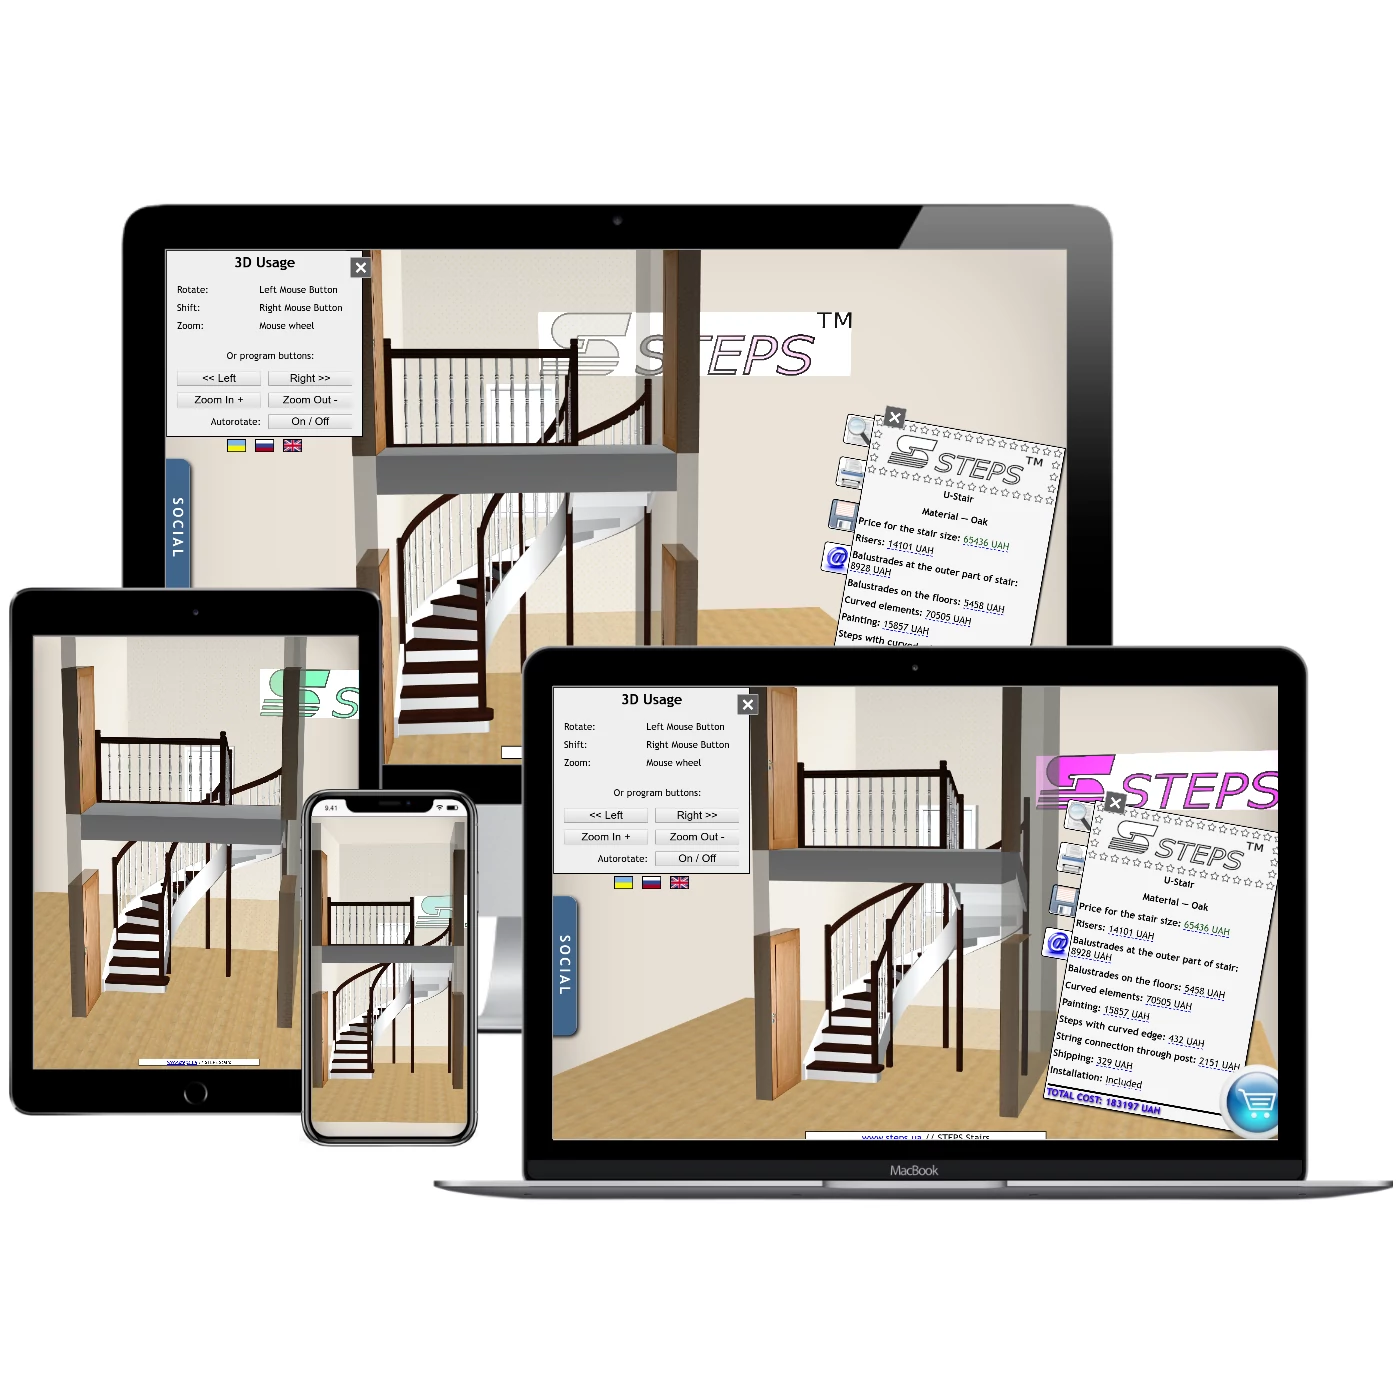 3D Usage
Rotate: Left Mouse Button
Shift: Right Mouse Button
Zoom: Mouse wheel
Or program buttons:
<< Left Right >>
Zoom In + Zoom Out -
Autorotate: On / Off
SOCIAL
STEPS TM
STEPS TM
U-Stair
Material — Oak
Price for the stair size: 65436 UAH
Risers: 14101 UAH
Balustrades at the outer part of stair:
8928 UAH
Balustrades on the floors: 5458 UAH
Curved elements: 70505 UAH
Painting: 15857 UAH
Steps with curved
S
9:41
3D Usage
Rotate: Left Mouse Button
Shift: Right Mouse Button
Zoom: Mouse wheel
Or program buttons:
<< Left Right >>
Zoom In + Zoom Out -
Autorotate: On / Off
SOCIAL
STEPS
STEPS TM
U-Stair
Material — Oak
Price for the stair size: 65436 UAH
Risers: 14101 UAH
Balustrades at the outer part of stair:
8928 UAH
Balustrades on the floors: 5458 UAH
Curved elements: 70505 UAH
Painting: 15857 UAH
Steps with curved edge: 432 UAH
String connection through post: 2151 UAH
Shipping: 329 UAH
Installation: Included
TOTAL COST: 183197 UAH
www.steps.ua // STEPS Stairs
MacBook